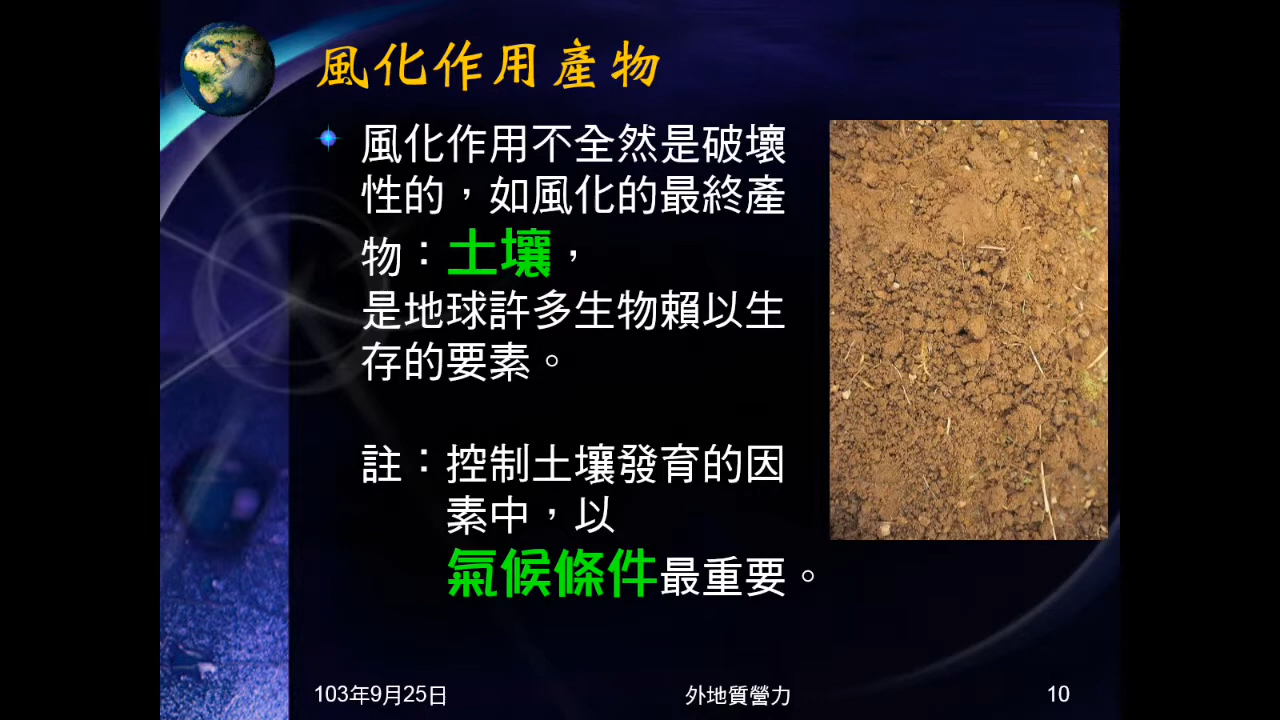 風化作用產物
風化作用不全然是破壞
性的，如風化的最終產
物：土壤，
是地球許多生物賴以生
存的要素。
註：控制土壤發育的因
素中，以
氣候條件最重要。
103年9月25日
外地質營力
10